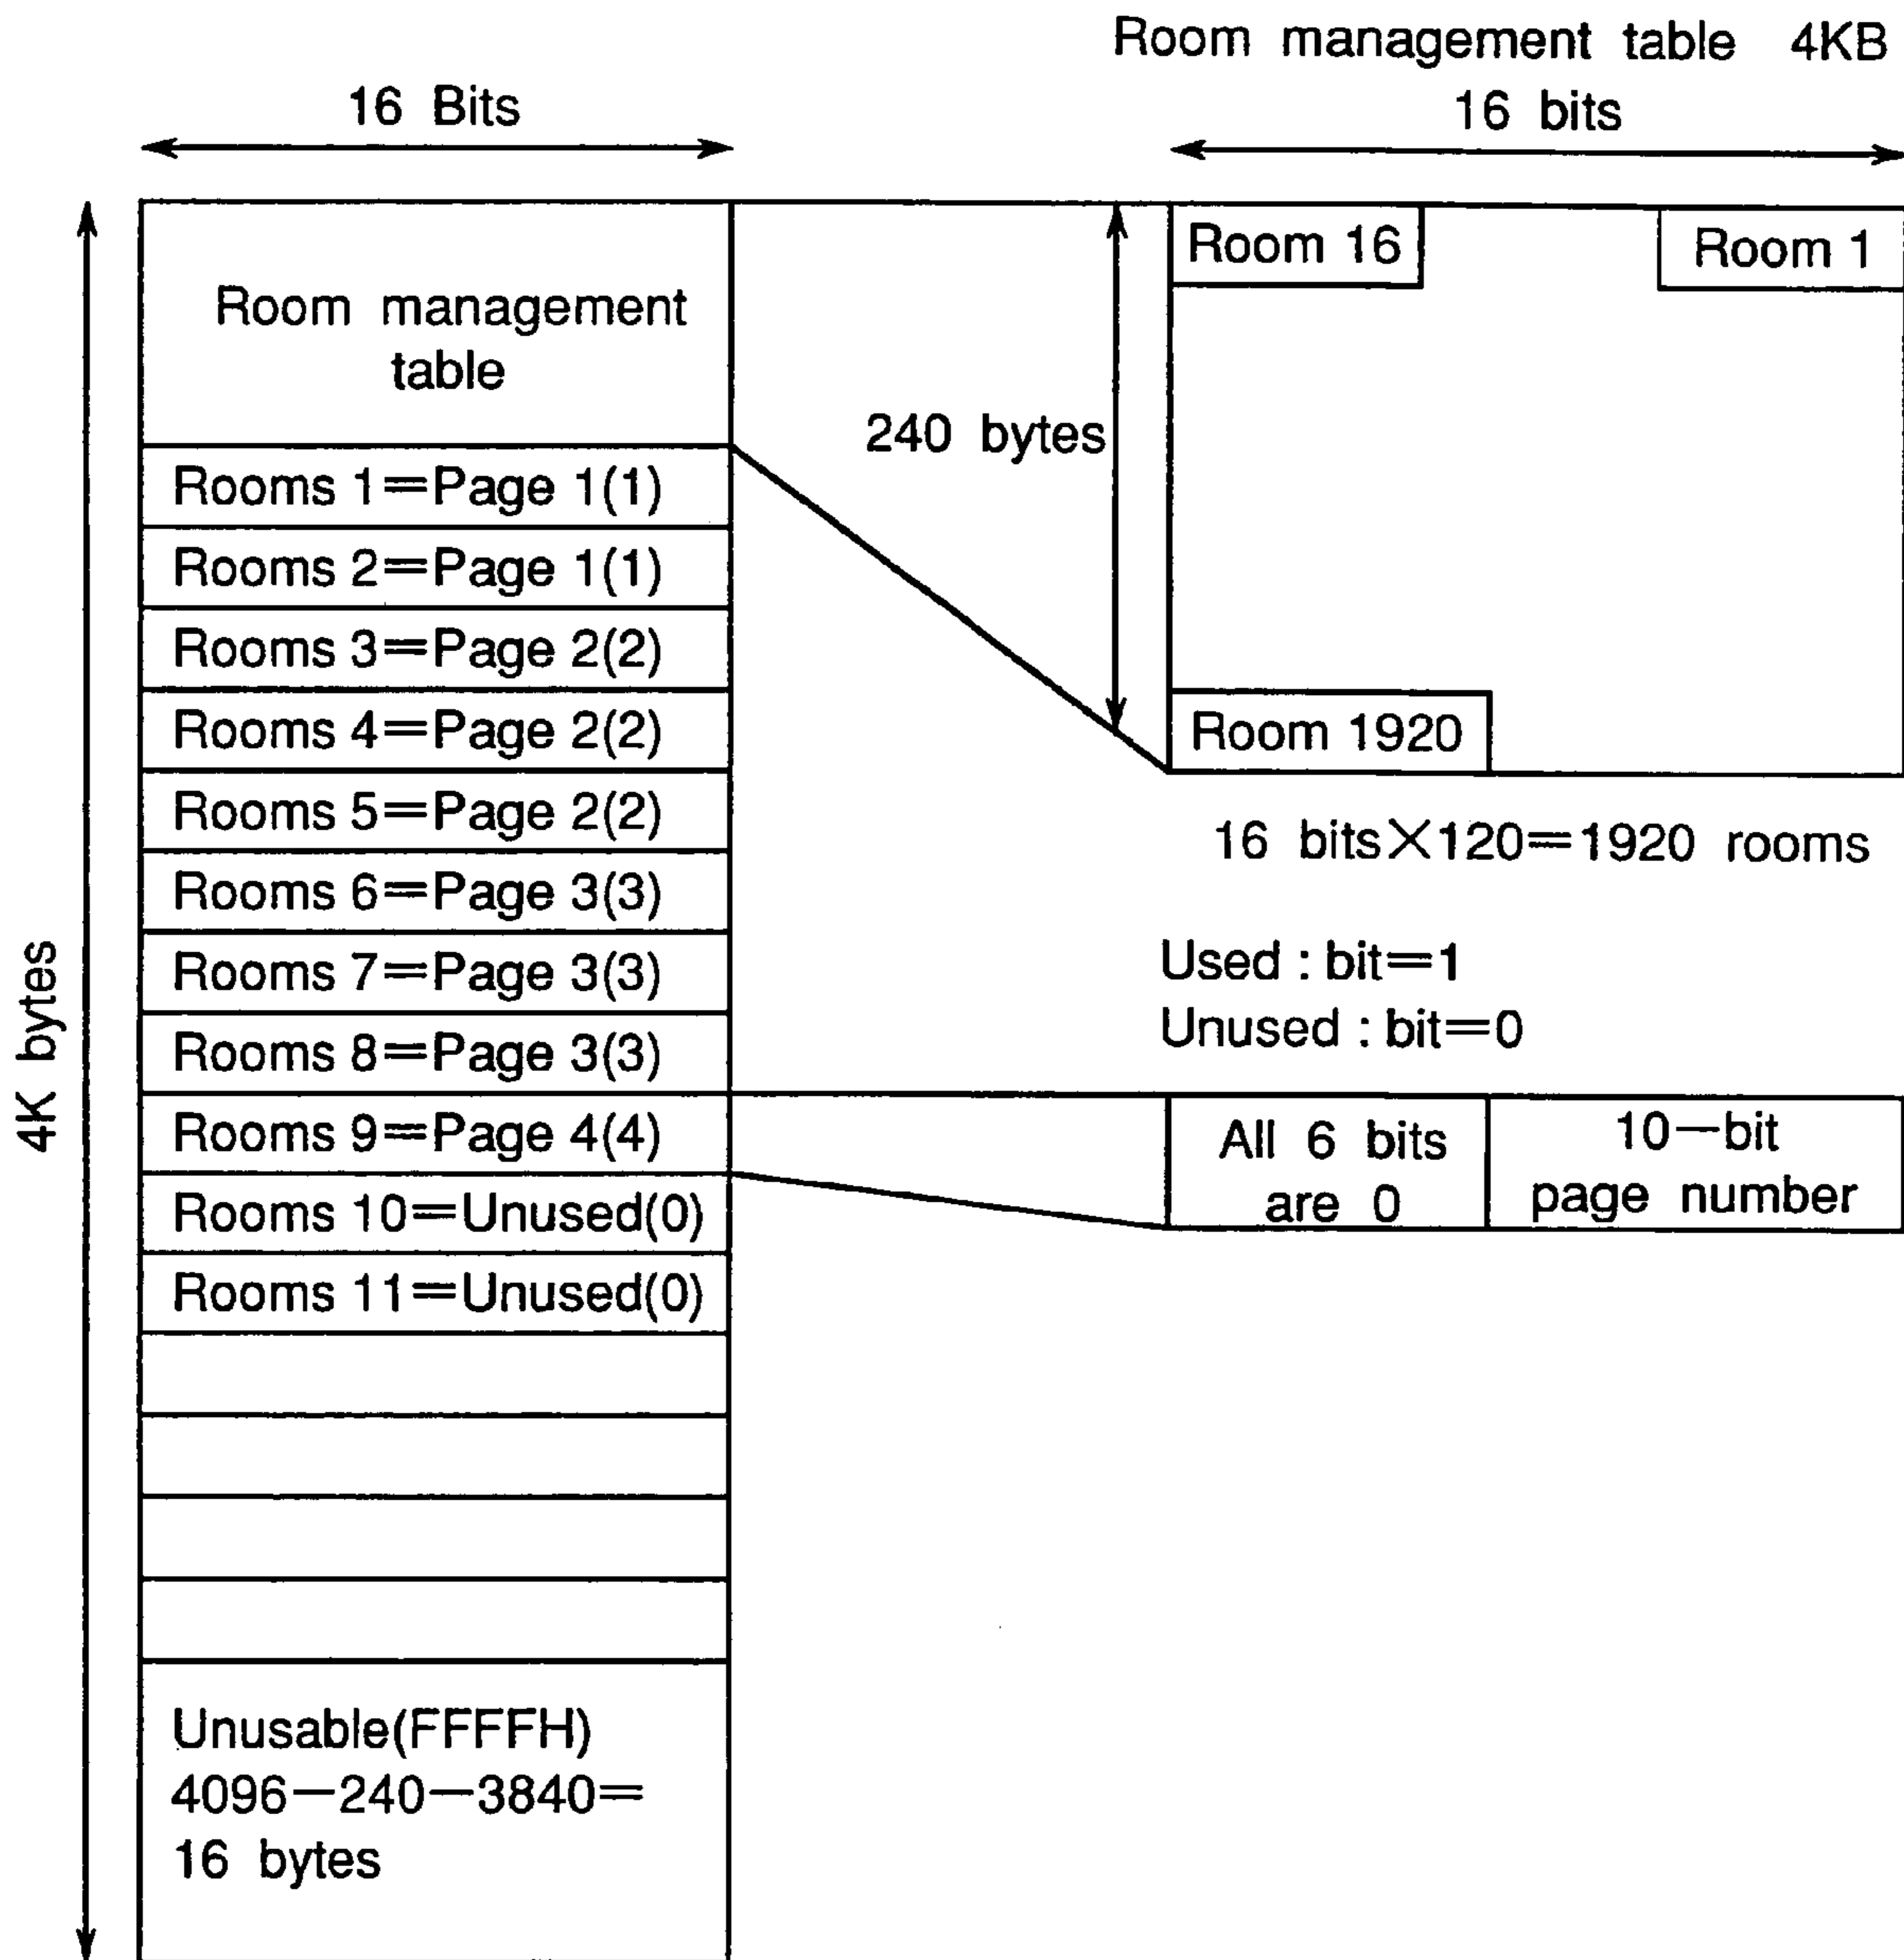 Room management table 4KB
16 Bits
16 bits
Room management
table
Rooms 1=Page 1(1)
Rooms 2=Page 1(1)
Rooms 3=Page 2(2)
Rooms 4=Page 2(2)
Rooms 5=Page 2(2)
Rooms 6=Page 3(3)
Rooms 7=Page 3(3)
Rooms 8=Page 3(3)
Rooms 9=Page 4(4)
Rooms 10=Unused(0)
Rooms 11=Unused(0)
Unusable(FFFFH)
4096—240—3840=
16 bytes
4K bytes
240 bytes
Room 16
Room 1
Room 1920
16 bits×120=1920 rooms
Used : bit=1
Unused : bit=0
All 6 bits
are 0
10—bit
page number